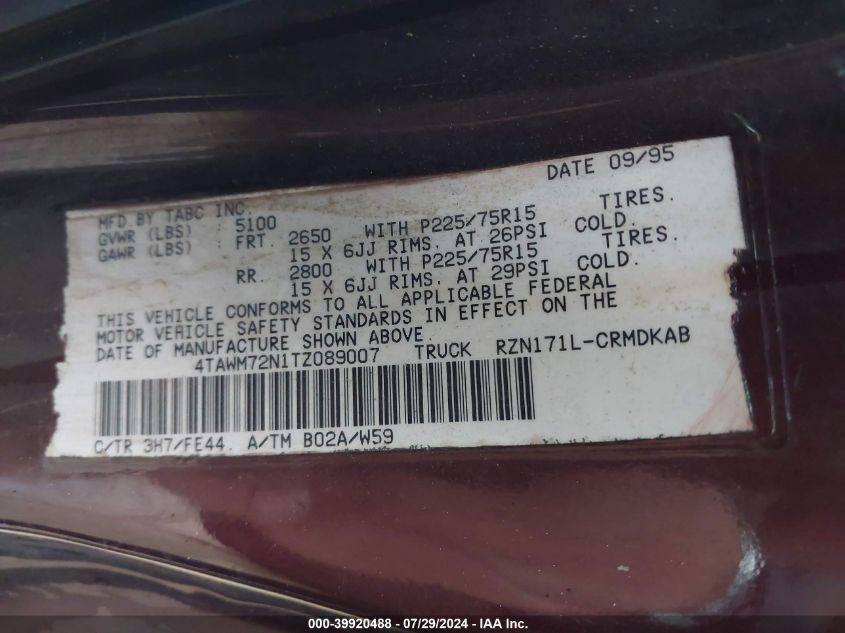 DATE 09/95
MFD.BY TABC INC.
GVWR (LBS) : 5100
GAWR (LBS) : FRT. 2650 WITH P225/75R15 TIRES.
15 X 6JJ RIMS. AT 26PSI COLD.
RR. 2800 WITH P225/75R15 TIRES.
15 X 6JJ RIMS. AT 29PSI COLD.
THIS VEHICLE CONFORMS TO ALL APPLICABLE FEDERAL
MOTOR VEHICLE SAFETY STANDARDS IN EFFECT ON THE
DATE OF MANUFACTURE SHOWN ABOVE.
4TAWM72N1TZ089007 TRUCK RZN171L-CRMDKAB
C/TR 3H7/FE44 A/TM B02A/W59
000-39920488 - 07/29/2024 - IAA Inc.